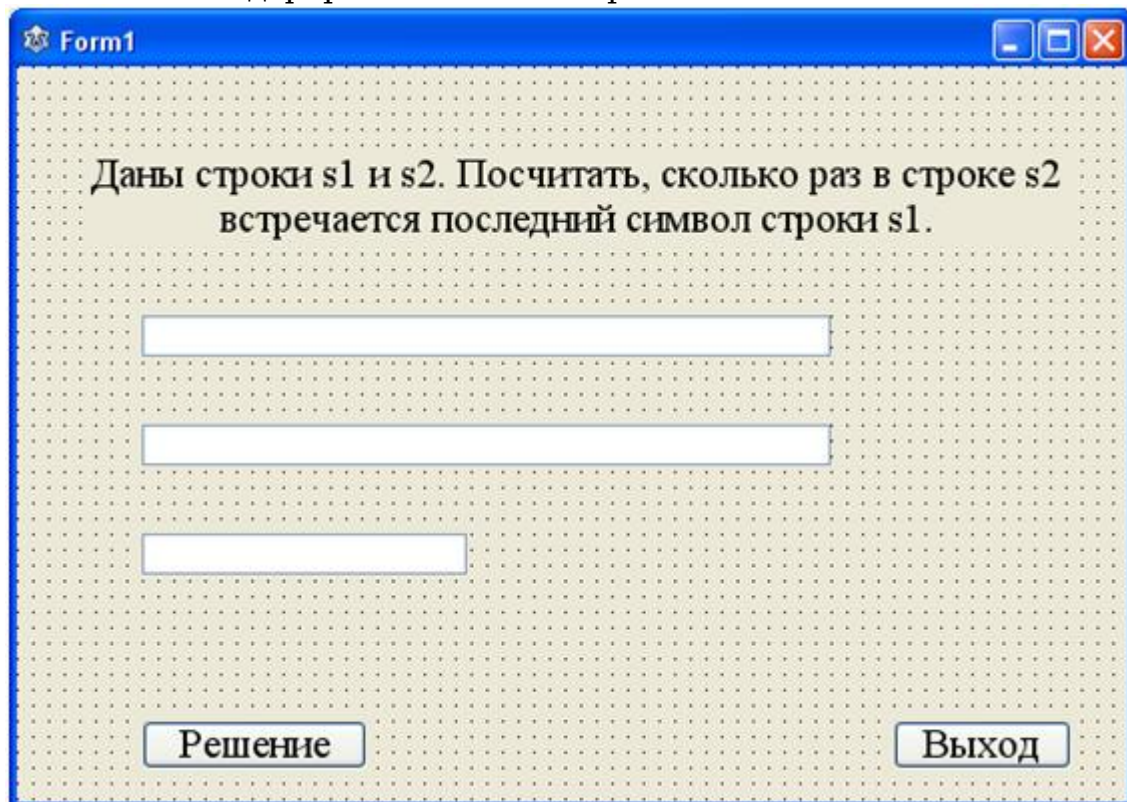 Form1
Даны строки s1 и s2. Посчитать, сколько раз в строке s2
встречается последний символ строки s1.
Решение
Выход